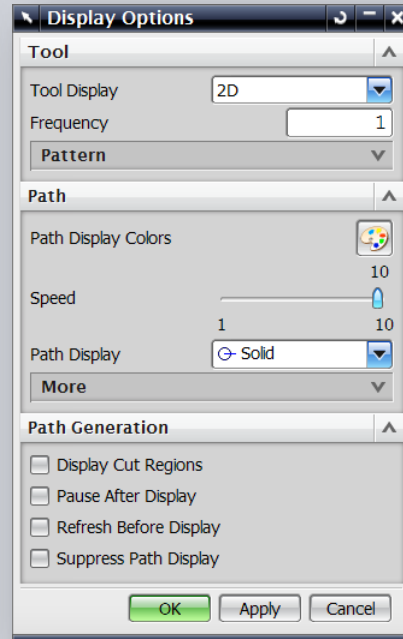 Display Options
Tool
Tool Display 2D
Frequency 1
Pattern
Path
Path Display Colors
10
Speed
1 10
Path Display Solid
More
Path Generation
Display Cut Regions
Pause After Display
Refresh Before Display
Suppress Path Display
OK Apply Cancel